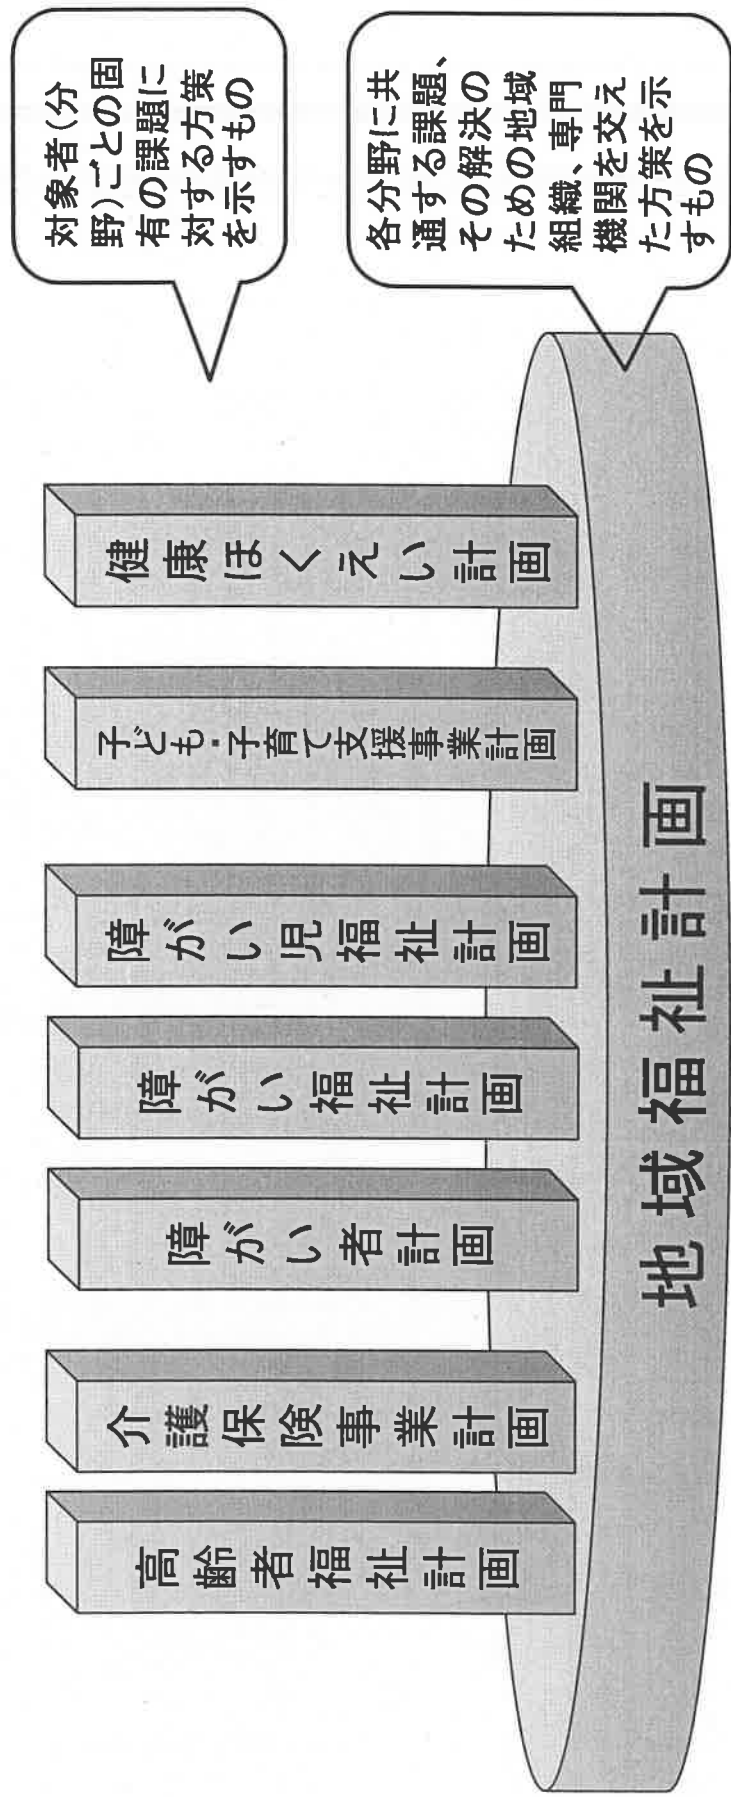 対象者(分
野)ごとの固
有の課題に
対する方策
を示すもの
各分野に共
通する課題、
その解決の
ための地域
組織、専門
機関を交え
た方策を示
すもの
高齢者福祉計画
介護保険事業計画
障がい者計画
障がい福祉計画
障がい児福祉計画
子ども・子育て支援事業計画
健康ほくえい計画
地域福祉計画